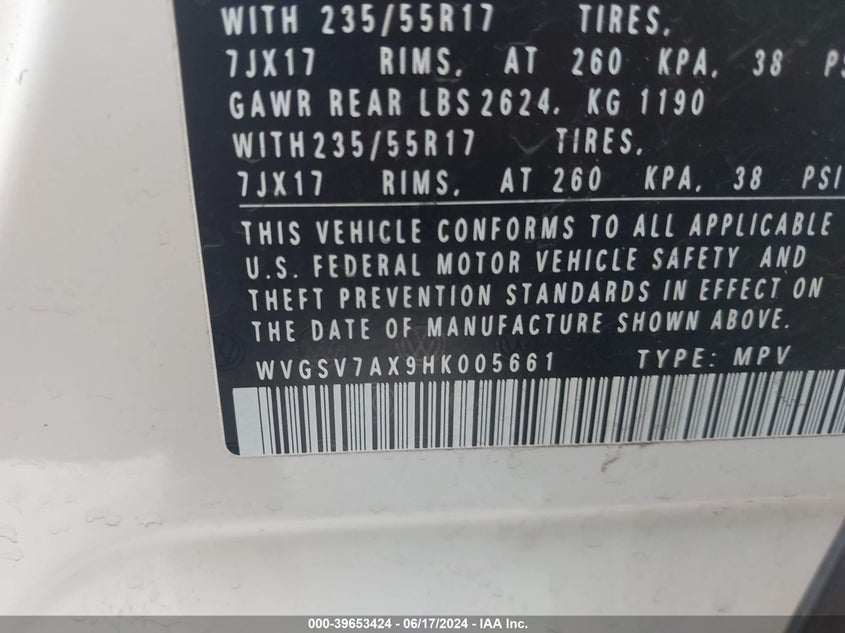 WITH 235/55R17 TIRES,
7JX17 RIMS, AT 260 KPA, 38
GAWR REAR LBS2624, KG 1190
WITH235/55R17 TIRES,
7JX17 RIMS, AT 260 KPA, 38 PSI
THIS VEHICLE CONFORMS TO ALL APPLICABLE
U.S. FEDERAL MOTOR VEHICLE SAFETY AND
THEFT PREVENTION STANDARDS IN EFFECT ON
THE DATE OF MANUFACTURE SHOWN ABOVE.
WVGSV7AX9HK005661 TYPE: MPV
000-39653424 - 06/17/2024 - IAA Inc.